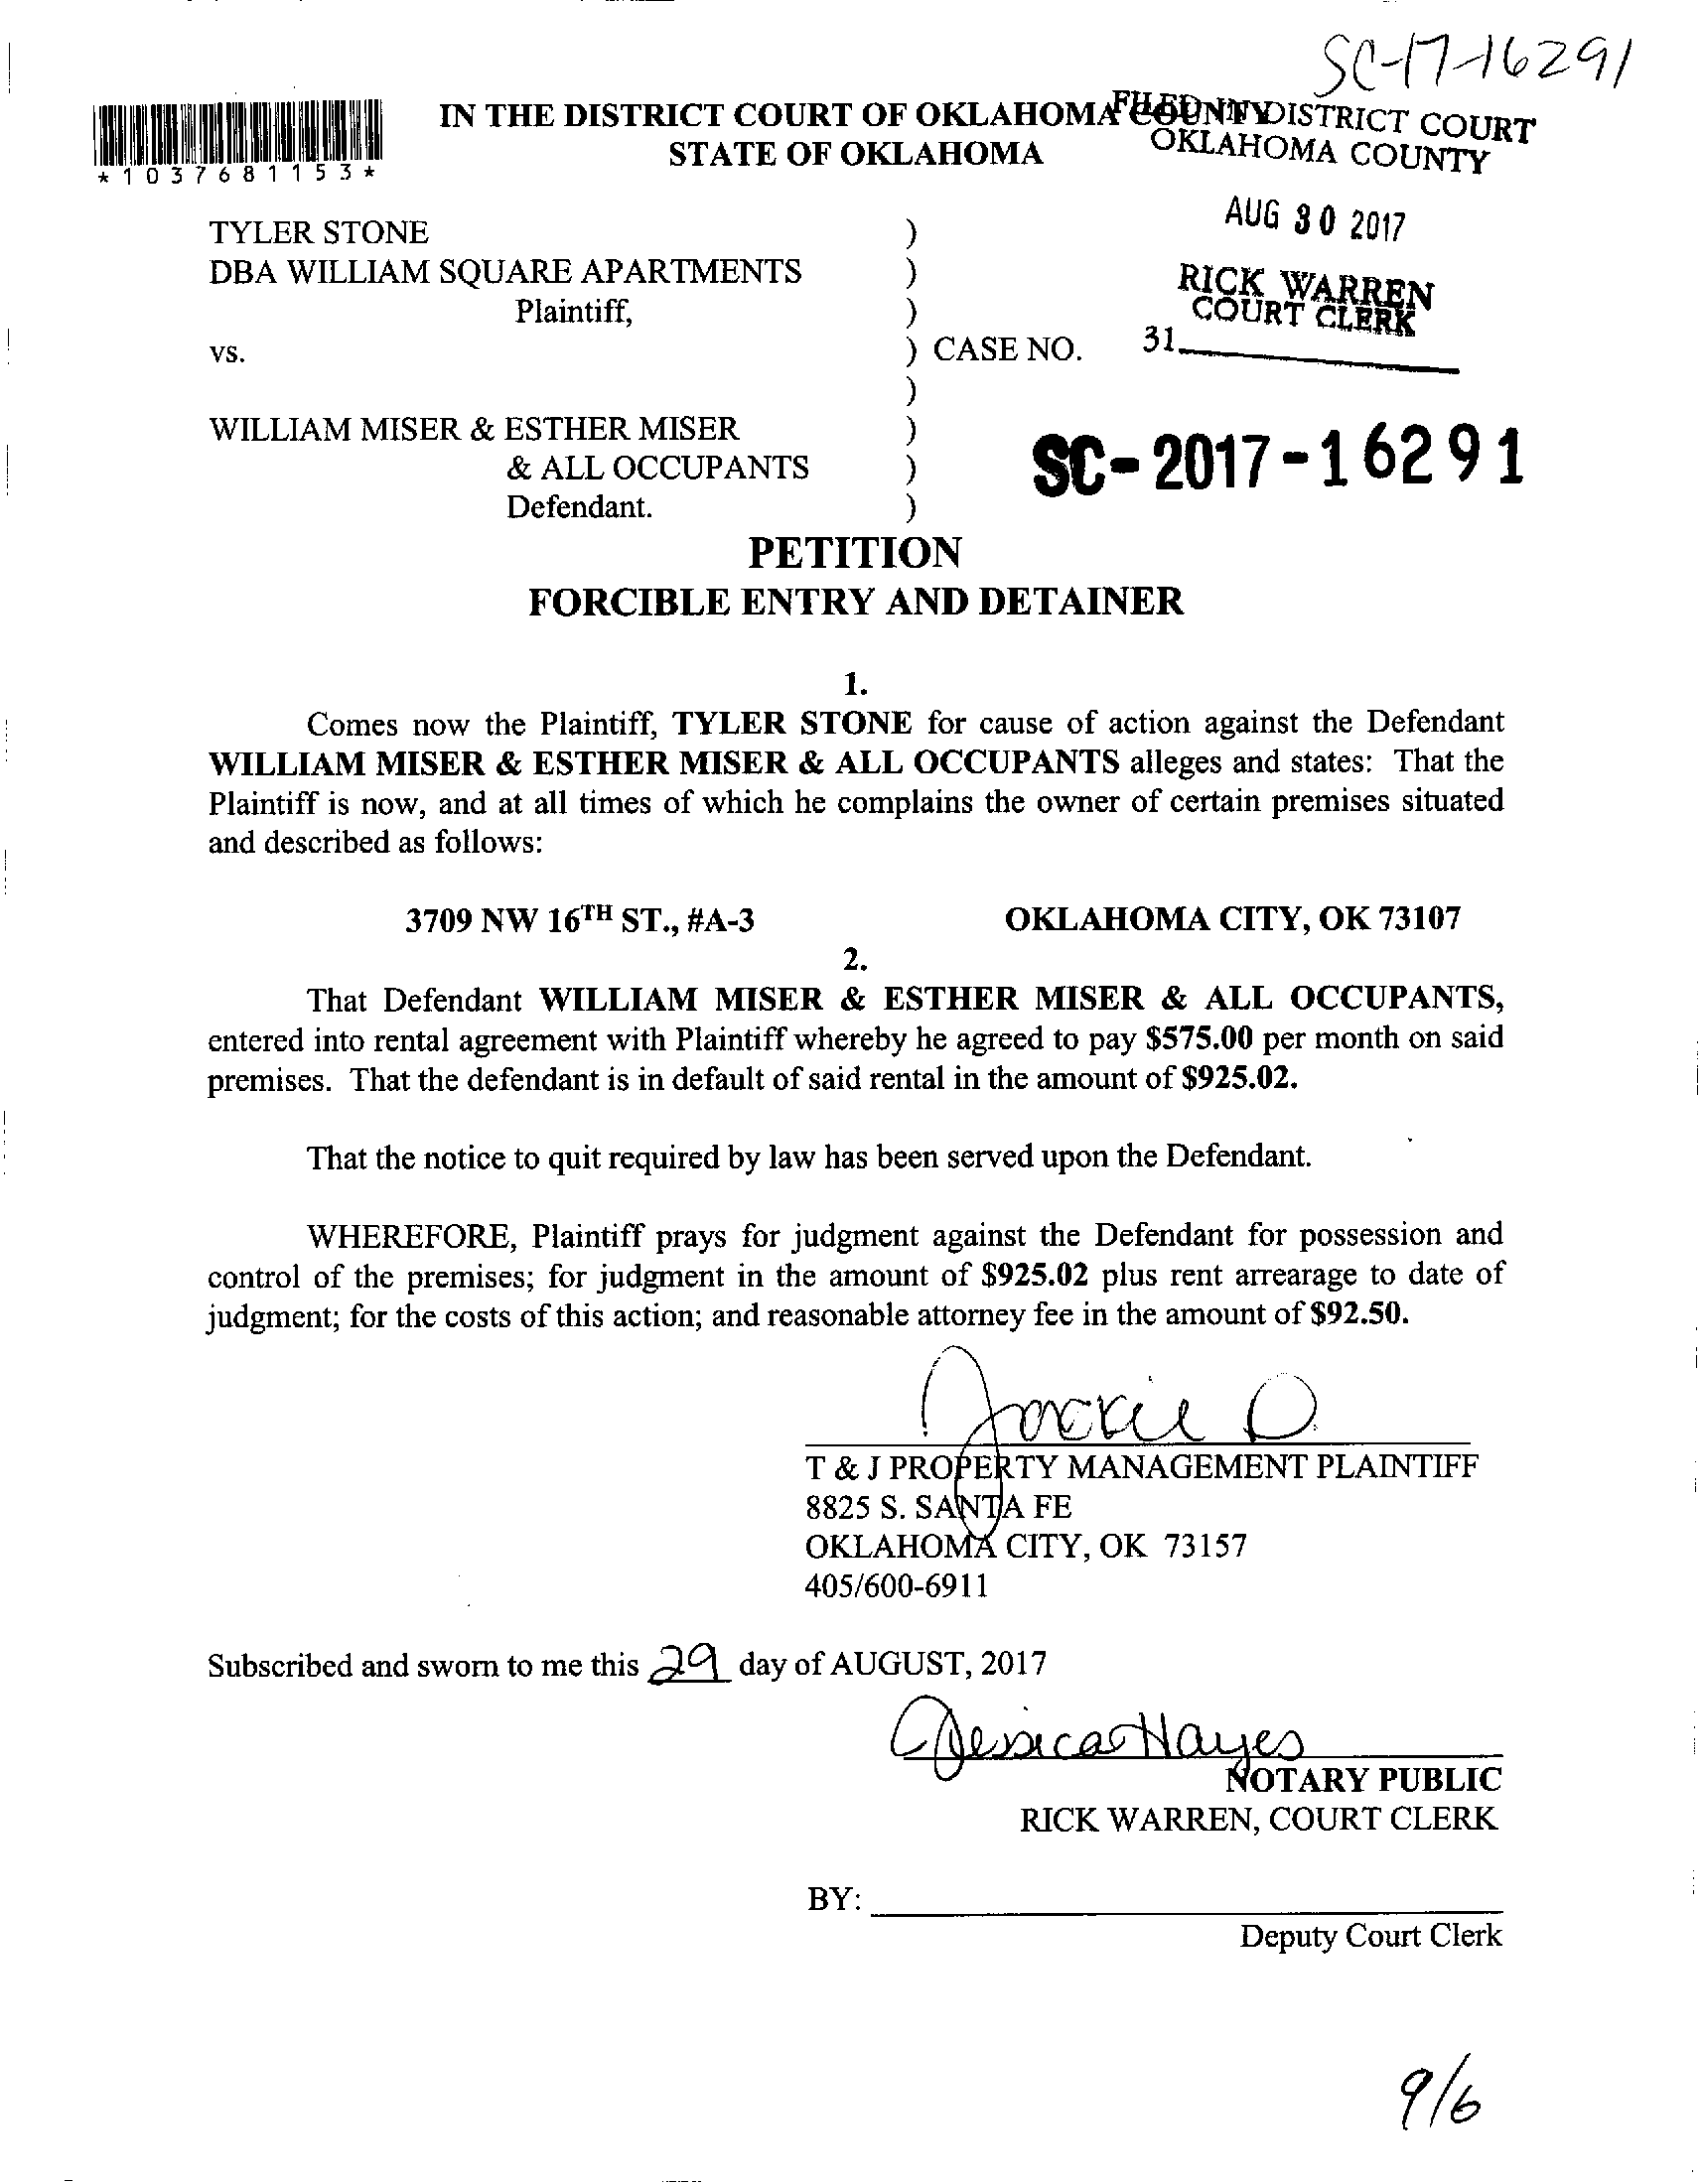 SC-17-16291
IN THE DISTRICT COURT OF OKLAHOMA COUNTY
STATE OF OKLAHOMA
FILED IN DISTRICT COURT
OKLAHOMA COUNTY
*1037681153*
AUG 30 2017
RICK WARREN
COURT CLERK
31
TYLER STONE )
DBA WILLIAM SQUARE APARTMENTS )
Plaintiff, )
vs. ) CASE NO.
)
WILLIAM MISER & ESTHER MISER )
& ALL OCCUPANTS )
Defendant. )
SC-2017-16291
PETITION
FORCIBLE ENTRY AND DETAINER
1.
Comes now the Plaintiff, TYLER STONE for cause of action against the Defendant
WILLIAM MISER & ESTHER MISER & ALL OCCUPANTS alleges and states: That the
Plaintiff is now, and at all times of which he complains the owner of certain premises situated
and described as follows:
3709 NW 16TH ST., #A-3 OKLAHOMA CITY, OK 73107
2.
That Defendant WILLIAM MISER & ESTHER MISER & ALL OCCUPANTS,
entered into rental agreement with Plaintiff whereby he agreed to pay $575.00 per month on said
premises. That the defendant is in default of said rental in the amount of $925.02.
That the notice to quit required by law has been served upon the Defendant.
WHEREFORE, Plaintiff prays for judgment against the Defendant for possession and
control of the premises; for judgment in the amount of $925.02 plus rent arrearage to date of
judgment; for the costs of this action; and reasonable attorney fee in the amount of $92.50.
Jackie O
T & J PROPERTY MANAGEMENT PLAINTIFF
8825 S. SANTA FE
OKLAHOMA CITY, OK 73157
405/600-6911
Subscribed and sworn to me this 29 day of AUGUST, 2017
Jessica Hayes
NOTARY PUBLIC
RICK WARREN, COURT CLERK
BY:
Deputy Court Clerk
9/6